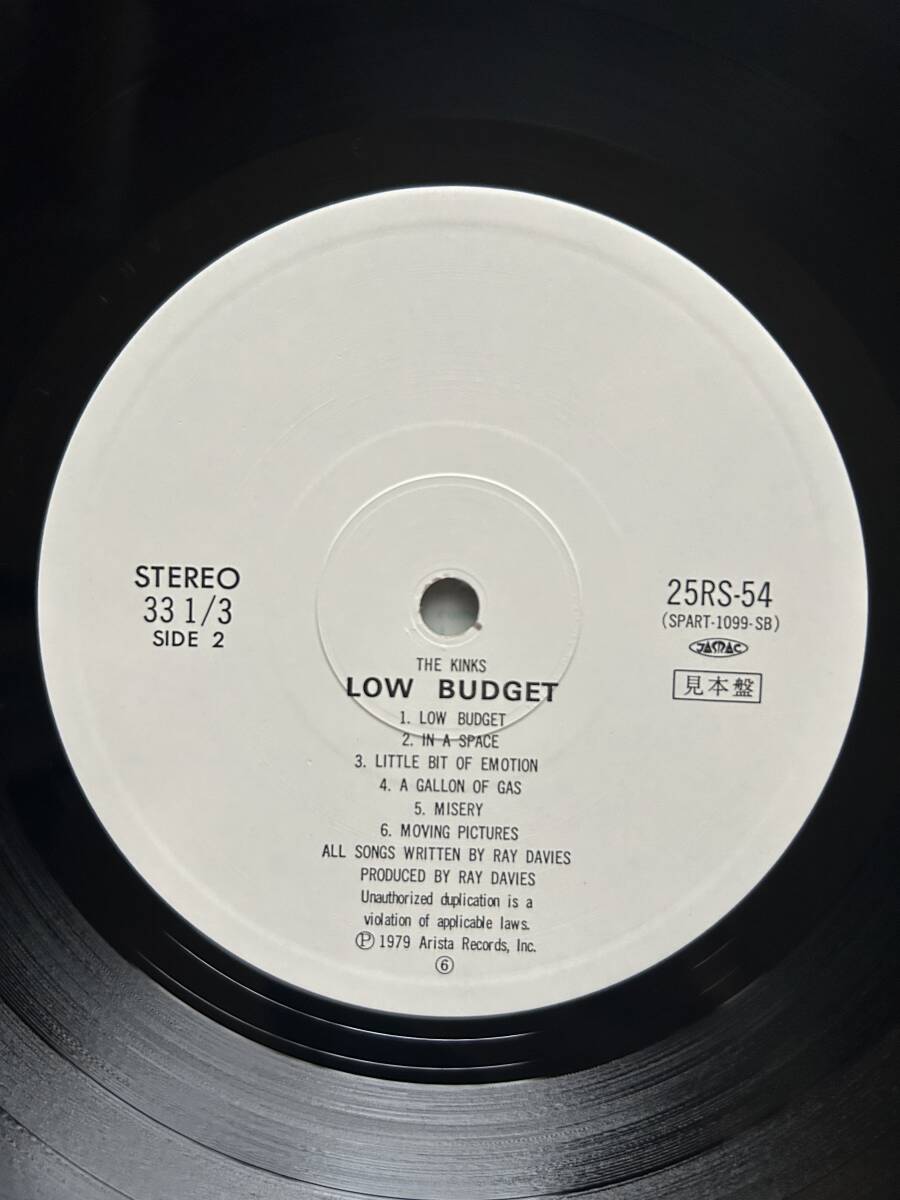 STEREO
33 1/3
SIDE 2
25RS-54
(SPART-1099-SB)
JASRAC
見本盤
THE KINKS
LOW BUDGET
1. LOW BUDGET
2. IN A SPACE
3. LITTLE BIT OF EMOTION
4. A GALLON OF GAS
5. MISERY
6. MOVING PICTURES
ALL SONGS WRITTEN BY RAY DAVIES
PRODUCED BY RAY DAVIES
Unauthorized duplication is a
violation of applicable laws.
Ⓟ 1979 Arista Records, Inc.
⑥